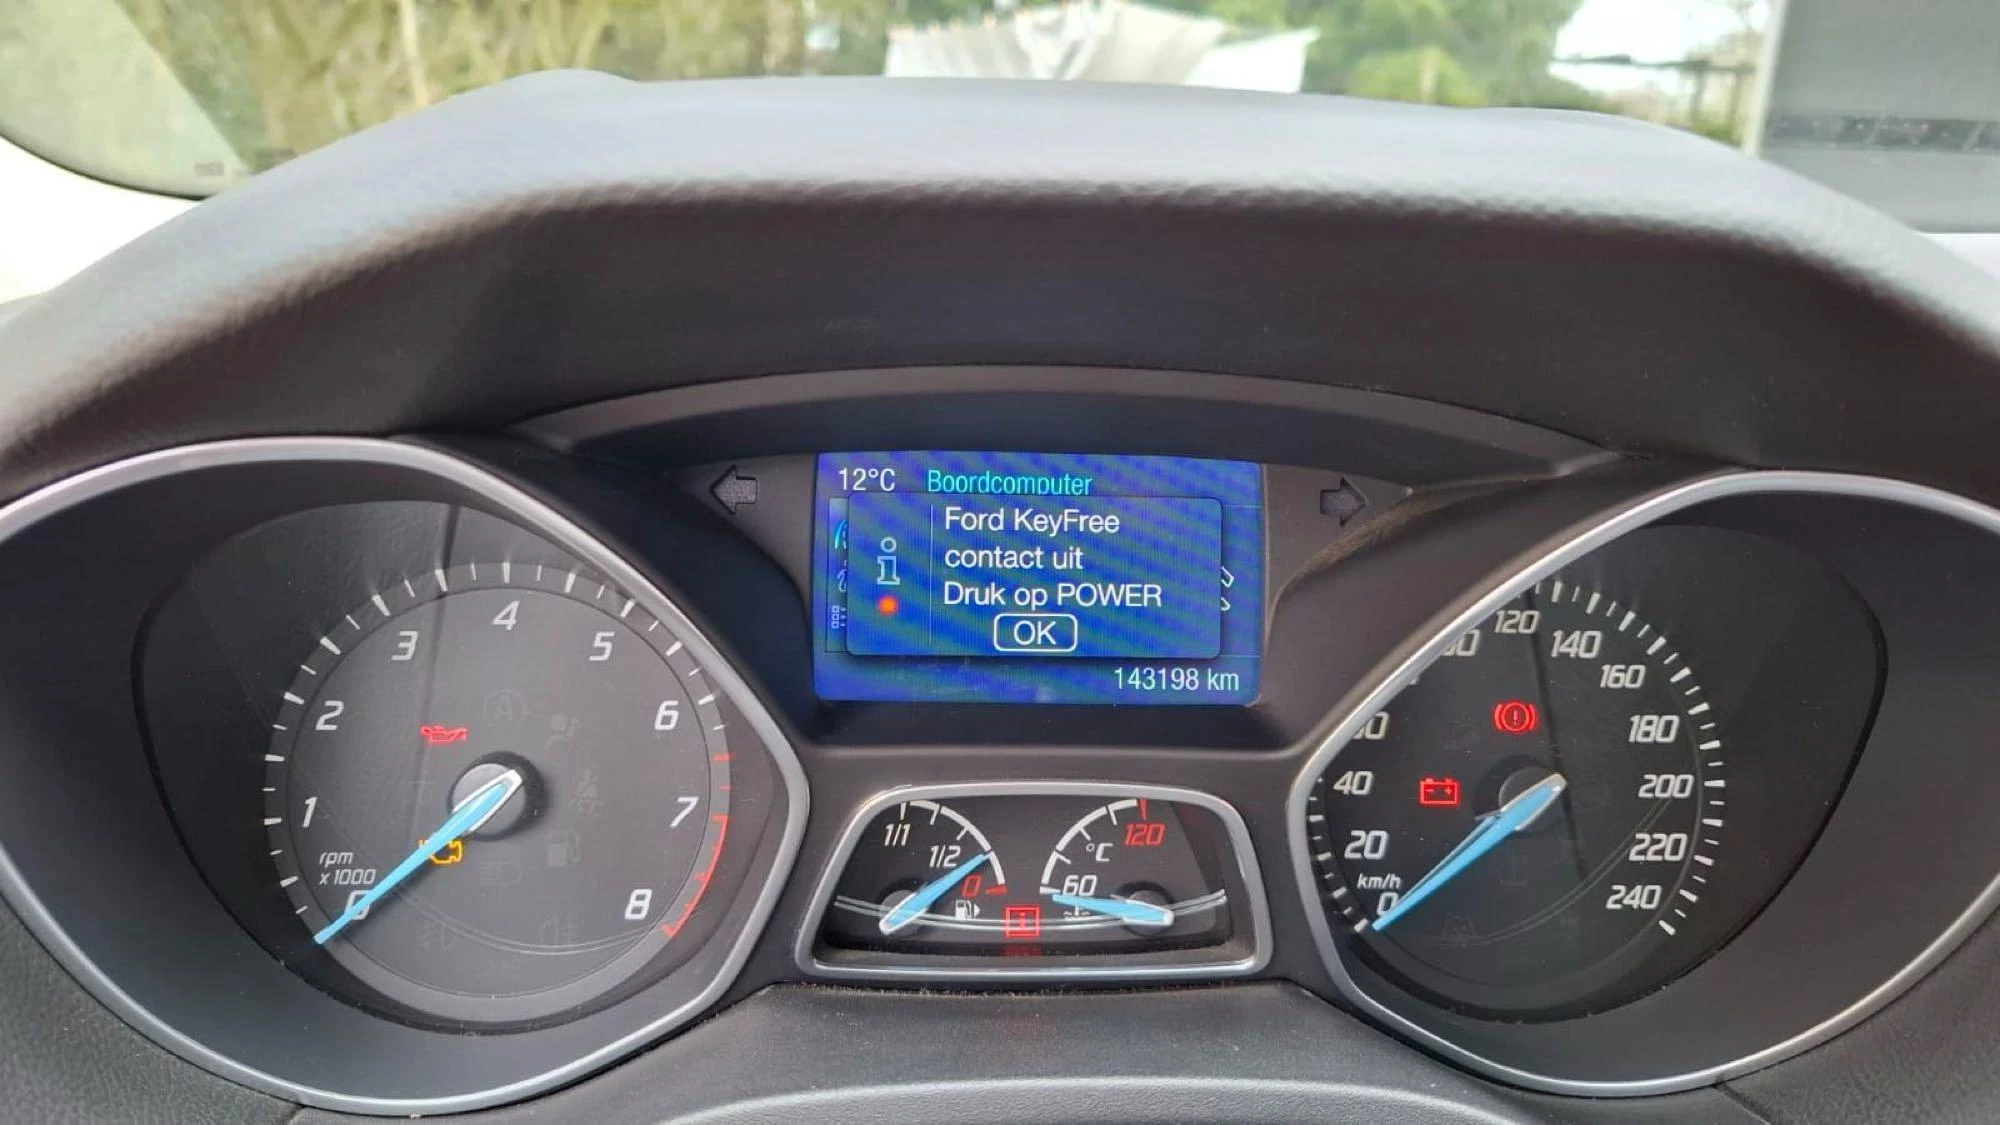 12°C Boordcomputer
Ford KeyFree
contact uit
Druk op POWER
OK
143198 km
1
2
3
4
5
6
7
8
rpm
x 1000
0
1/1
1/2
0
120
°C
60
120
140
160
180
200
220
240
40
20
km/h
0